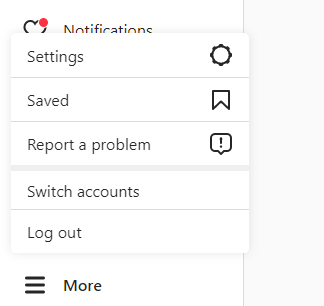 Notifications
Settings
Saved
Report a problem
Switch accounts
Log out
More